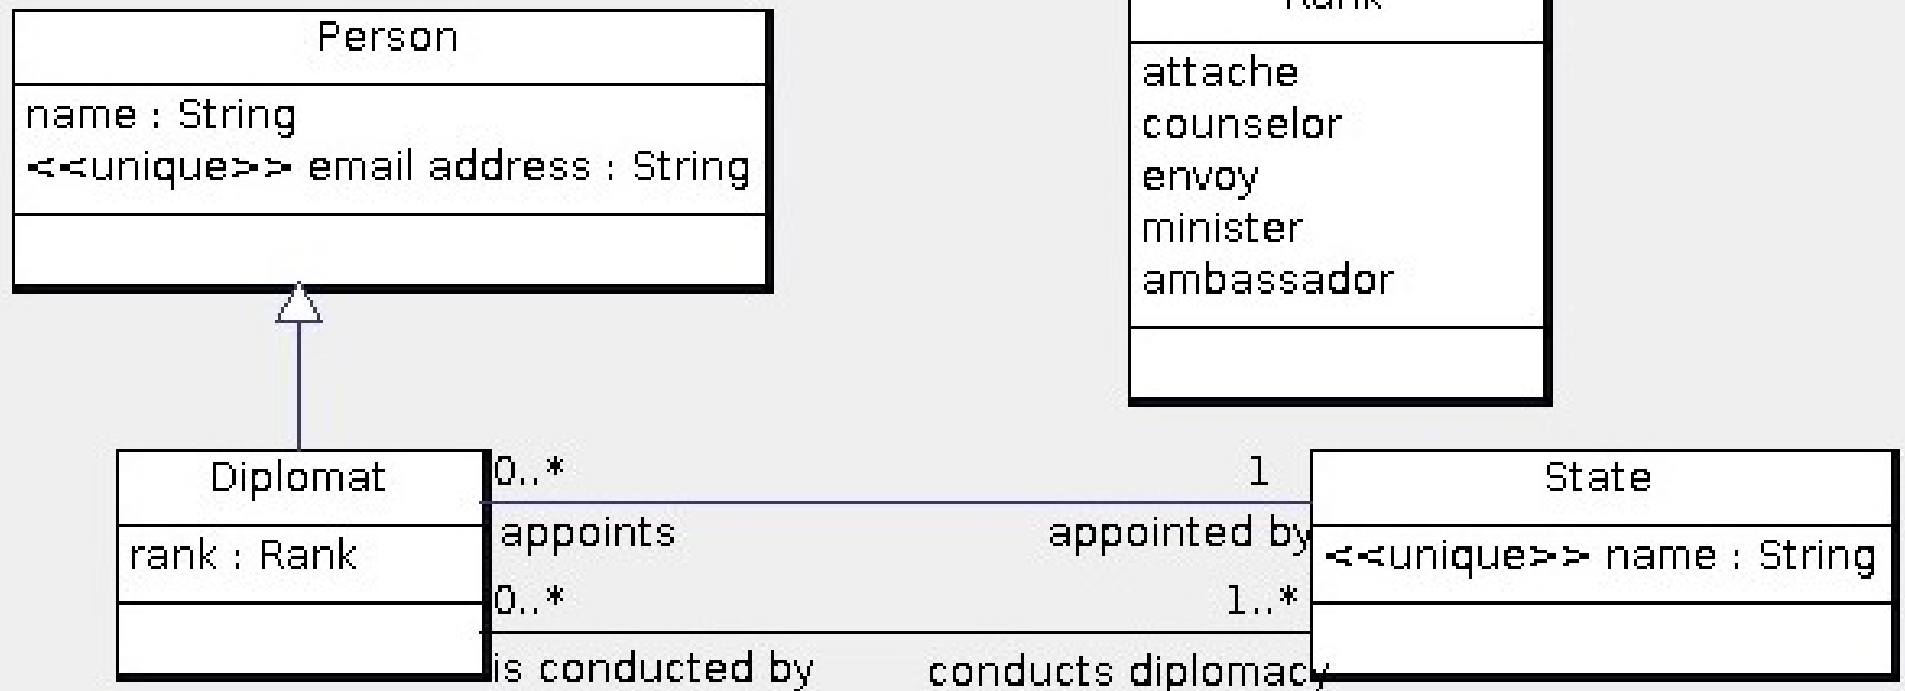 Person
name : String
<<unique>> email address : String
Rank
attache
counselor
envoy
minister
ambassador
Diplomat
rank : Rank
0..*
1
appoints
appointed by
0..*
1..*
is conducted by
conducts diplomacy
State
<<unique>> name : String